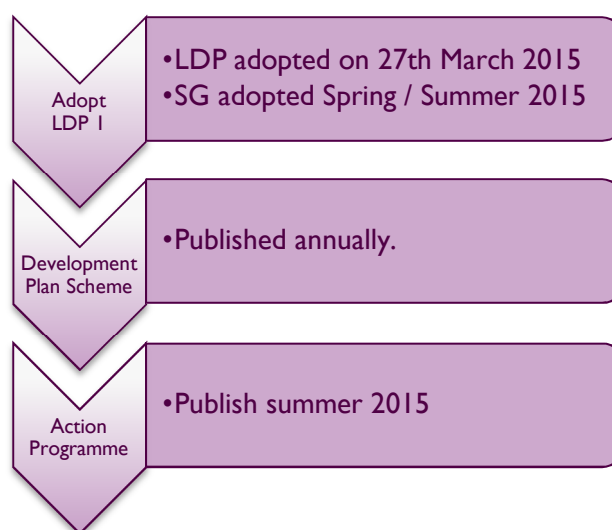 Adopt
LDP 1
•LDP adopted on 27th March 2015
•SG adopted Spring / Summer 2015
Development
Plan Scheme
•Published annually.
Action
Programme
•Publish summer 2015